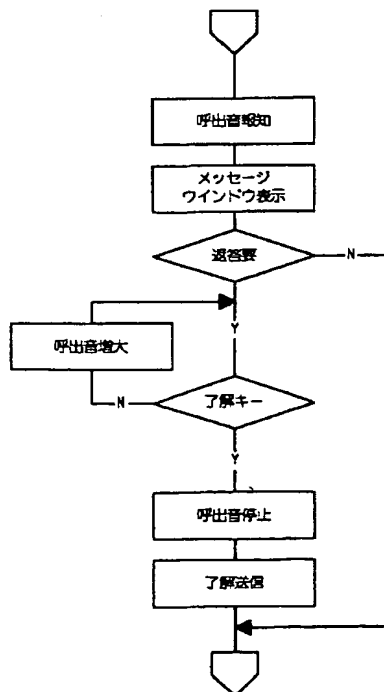 呼出音報知
メッセージ
ウインドウ表示
返答要
N
Y
呼出音増大
N
了解キー
Y
呼出音停止
了解送信